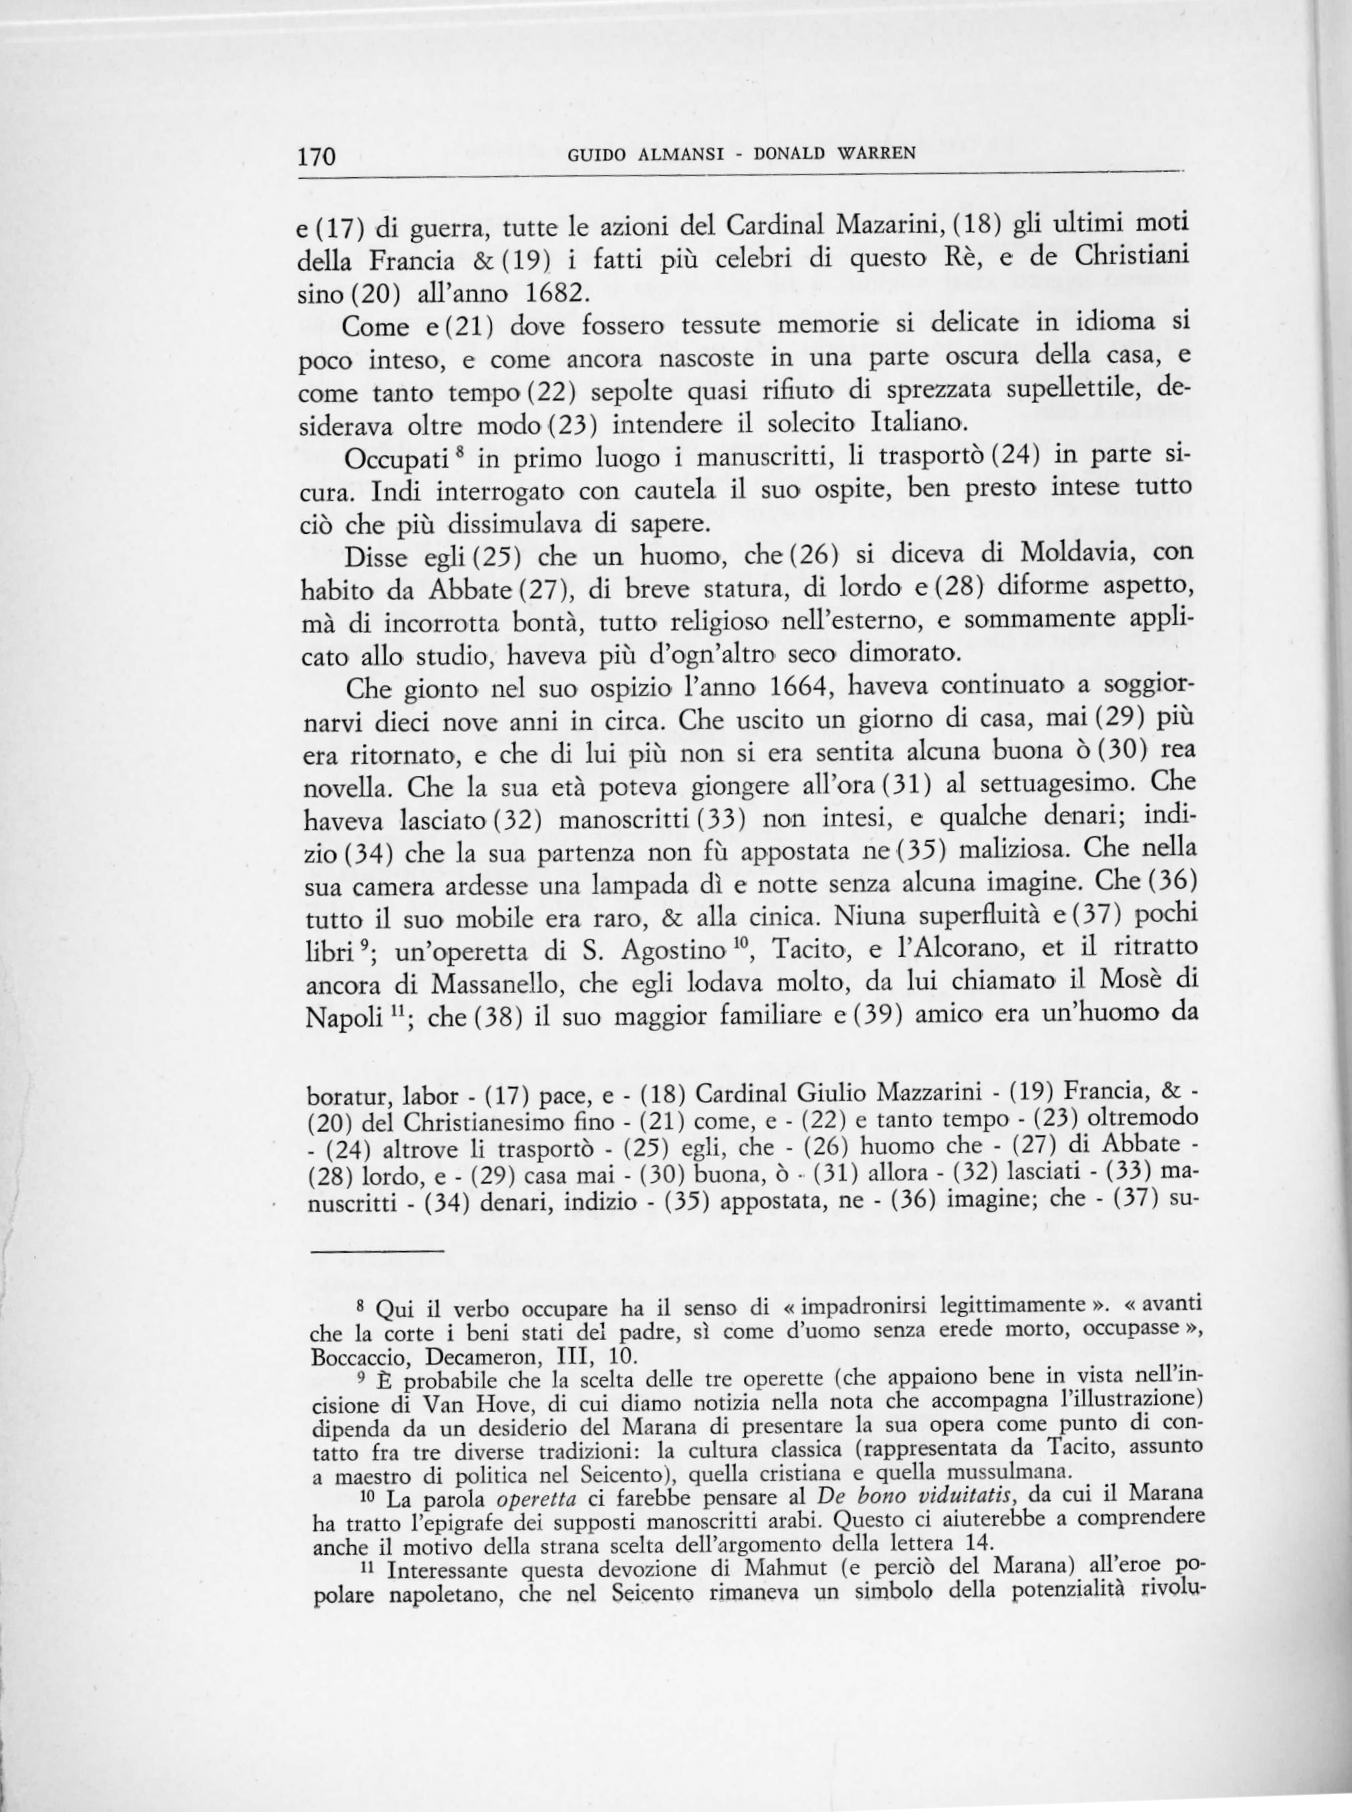 170
GUIDO ALMANSI - DONALD WARREN
e (17) di guerra, tutte le azioni del Cardinal Mazarini, (18) gli ultimi moti
della Francia & (19) i fatti più celebri di questo Rè, e de Christiani
sino (20) all'anno 1682.
Come e (21) dove fossero tessute memorie si delicate in idioma si
poco inteso, e come ancora nascoste in una parte oscura della casa, e
come tanto tempo (22) sepolte quasi rifiuto di sprezzata supellettile, de-
siderava oltre modo (23) intendere il solecito Italiano.
Occupati ⁸ in primo luogo i manuscritti, li trasportò (24) in parte si-
cura. Indi interrogato con cautela il suo ospite, ben presto intese tutto
ciò che più dissimulava di sapere.
Disse egli (25) che un huomo, che (26) si diceva di Moldavia, con
habito da Abbate (27), di breve statura, di lordo e (28) diforme aspetto,
mà di incorrotta bontà, tutto religioso nell'esterno, e sommamente appli-
cato allo studio, haveva più d'ogn'altro seco dimorato.
Che gionto nel suo ospizio l'anno 1664, haveva continuato a soggior-
narvi dieci nove anni in circa. Che uscito un giorno di casa, mai (29) più
era ritornato, e che di lui più non si era sentita alcuna buona ò (30) rea
novella. Che la sua età poteva giongere all'ora (31) al settuagesimo. Che
haveva lasciato (32) manoscritti (33) non intesi, e qualche denari; indi-
zio (34) che la sua partenza non fù appostata ne (35) maliziosa. Che nella
sua camera ardesse una lampada dì e notte senza alcuna imagine. Che (36)
tutto il suo mobile era raro, & alla cinica. Niuna superfluità e (37) pochi
libri ⁹; un'operetta di S. Agostino ¹⁰, Tacito, e l'Alcorano, et il ritratto
ancora di Massanello, che egli lodava molto, da lui chiamato il Mosè di
Napoli ¹¹; che (38) il suo maggior familiare e (39) amico era un'huomo da
boratur, labor - (17) pace, e - (18) Cardinal Giulio Mazzarini - (19) Francia, & -
(20) del Christianesimo fino - (21) come, e - (22) e tanto tempo - (23) oltremodo
- (24) altrove li trasportò - (25) egli, che - (26) huomo che - (27) di Abbate -
(28) lordo, e - (29) casa mai - (30) buona, ò - (31) allora - (32) lasciati - (33) ma-
nuscritti - (34) denari, indizio - (35) appostata, ne - (36) imagine; che - (37) su-
⁸ Qui il verbo occupare ha il senso di « impadronirsi legittimamente ». « avanti
che la corte i beni stati del padre, sì come d'uomo senza erede morto, occupasse »,
Boccaccio, Decameron, III, 10.
⁹ È probabile che la scelta delle tre operette (che appaiono bene in vista nell'in-
cisione di Van Hove, di cui diamo notizia nella nota che accompagna l'illustrazione)
dipenda da un desiderio del Marana di presentare la sua opera come punto di con-
tatto fra tre diverse tradizioni: la cultura classica (rappresentata da Tacito, assunto
a maestro di politica nel Seicento), quella cristiana e quella mussulmana.
¹⁰ La parola operetta ci farebbe pensare al De bono viduitatis, da cui il Marana
ha tratto l'epigrafe dei supposti manoscritti arabi. Questo ci aiuterebbe a comprendere
anche il motivo della strana scelta dell'argomento della lettera 14.
¹¹ Interessante questa devozione di Mahmut (e perciò del Marana) all'eroe po-
polare napoletano, che nel Seicento rimaneva un simbolo della potenzialità rivolu-